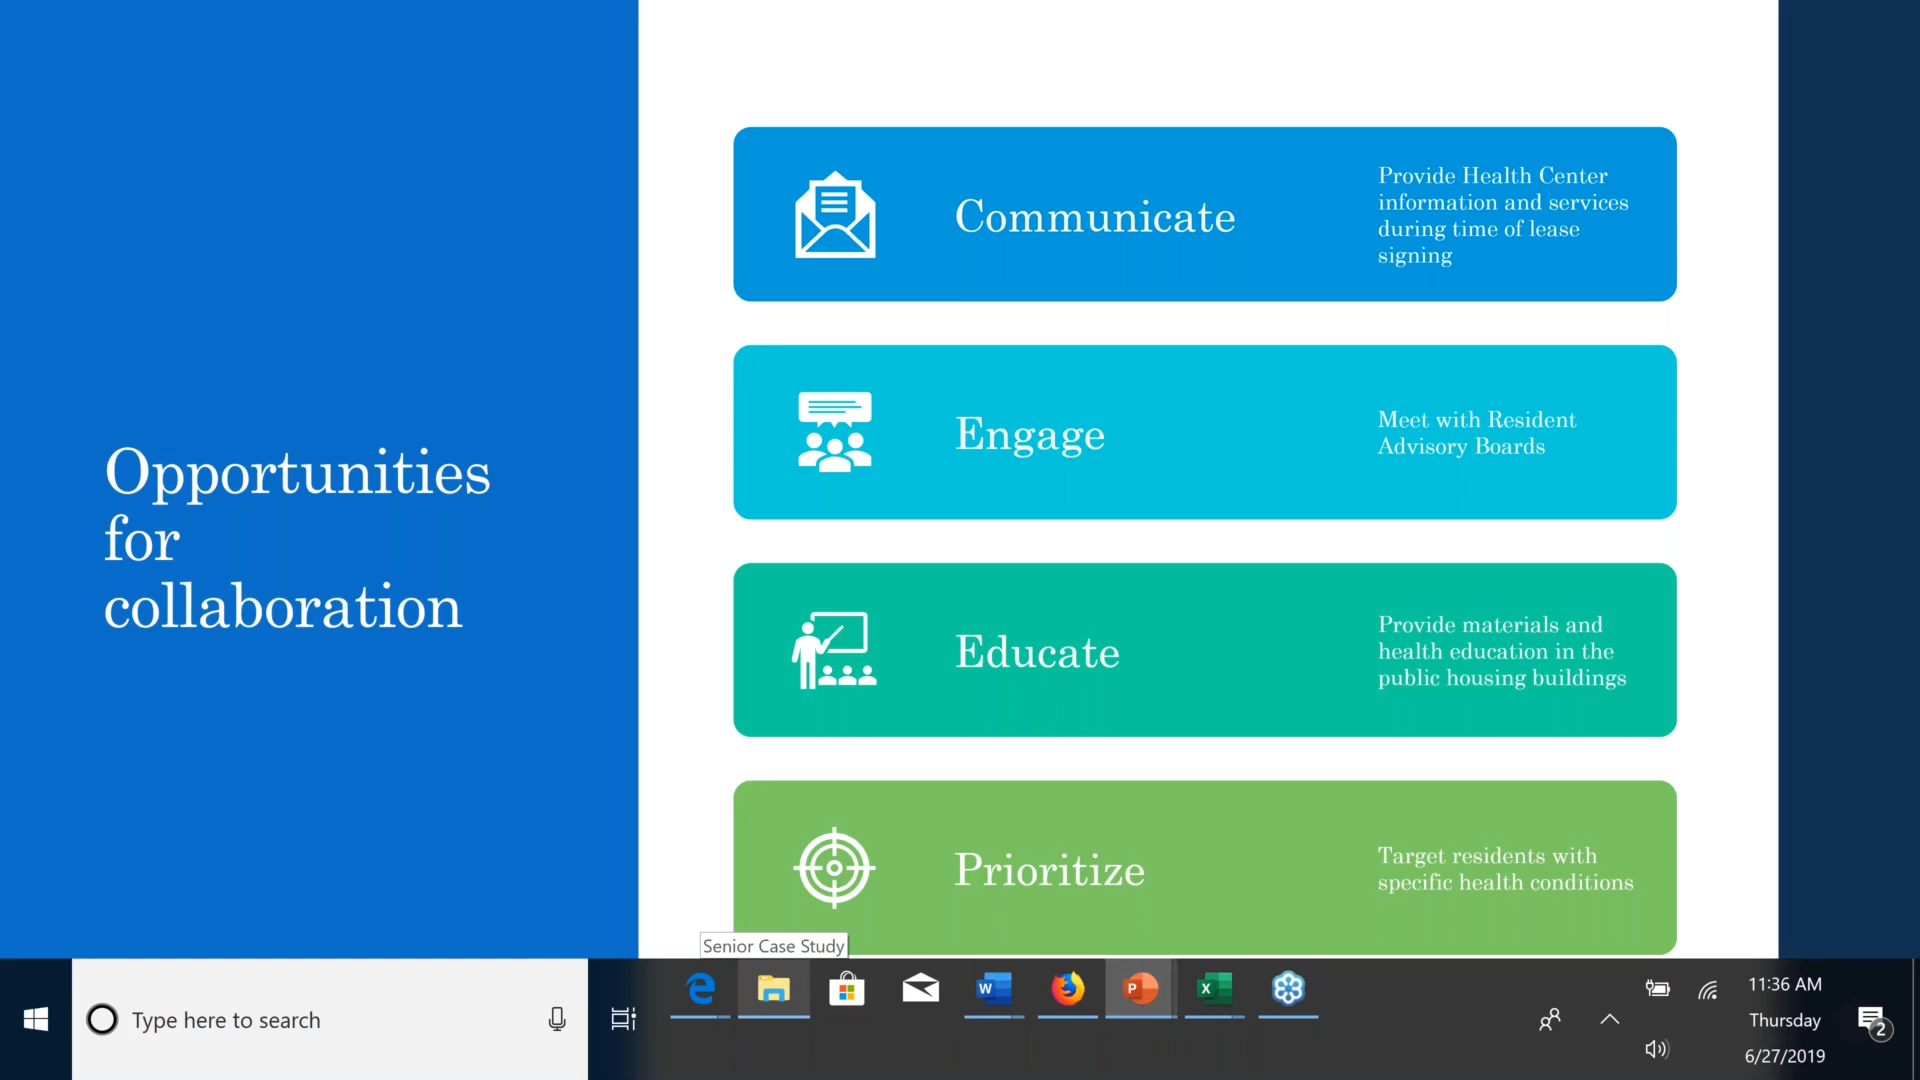 Opportunities
for
collaboration
Communicate
Provide Health Center
information and services
during time of lease
signing
Engage
Meet with Resident
Advisory Boards
Educate
Provide materials and
health education in the
public housing buildings
Prioritize
Target residents with
specific health conditions
Senior Case Study
Type here to search
W
P
X
11:36 AM
Thursday
6/27/2019
2